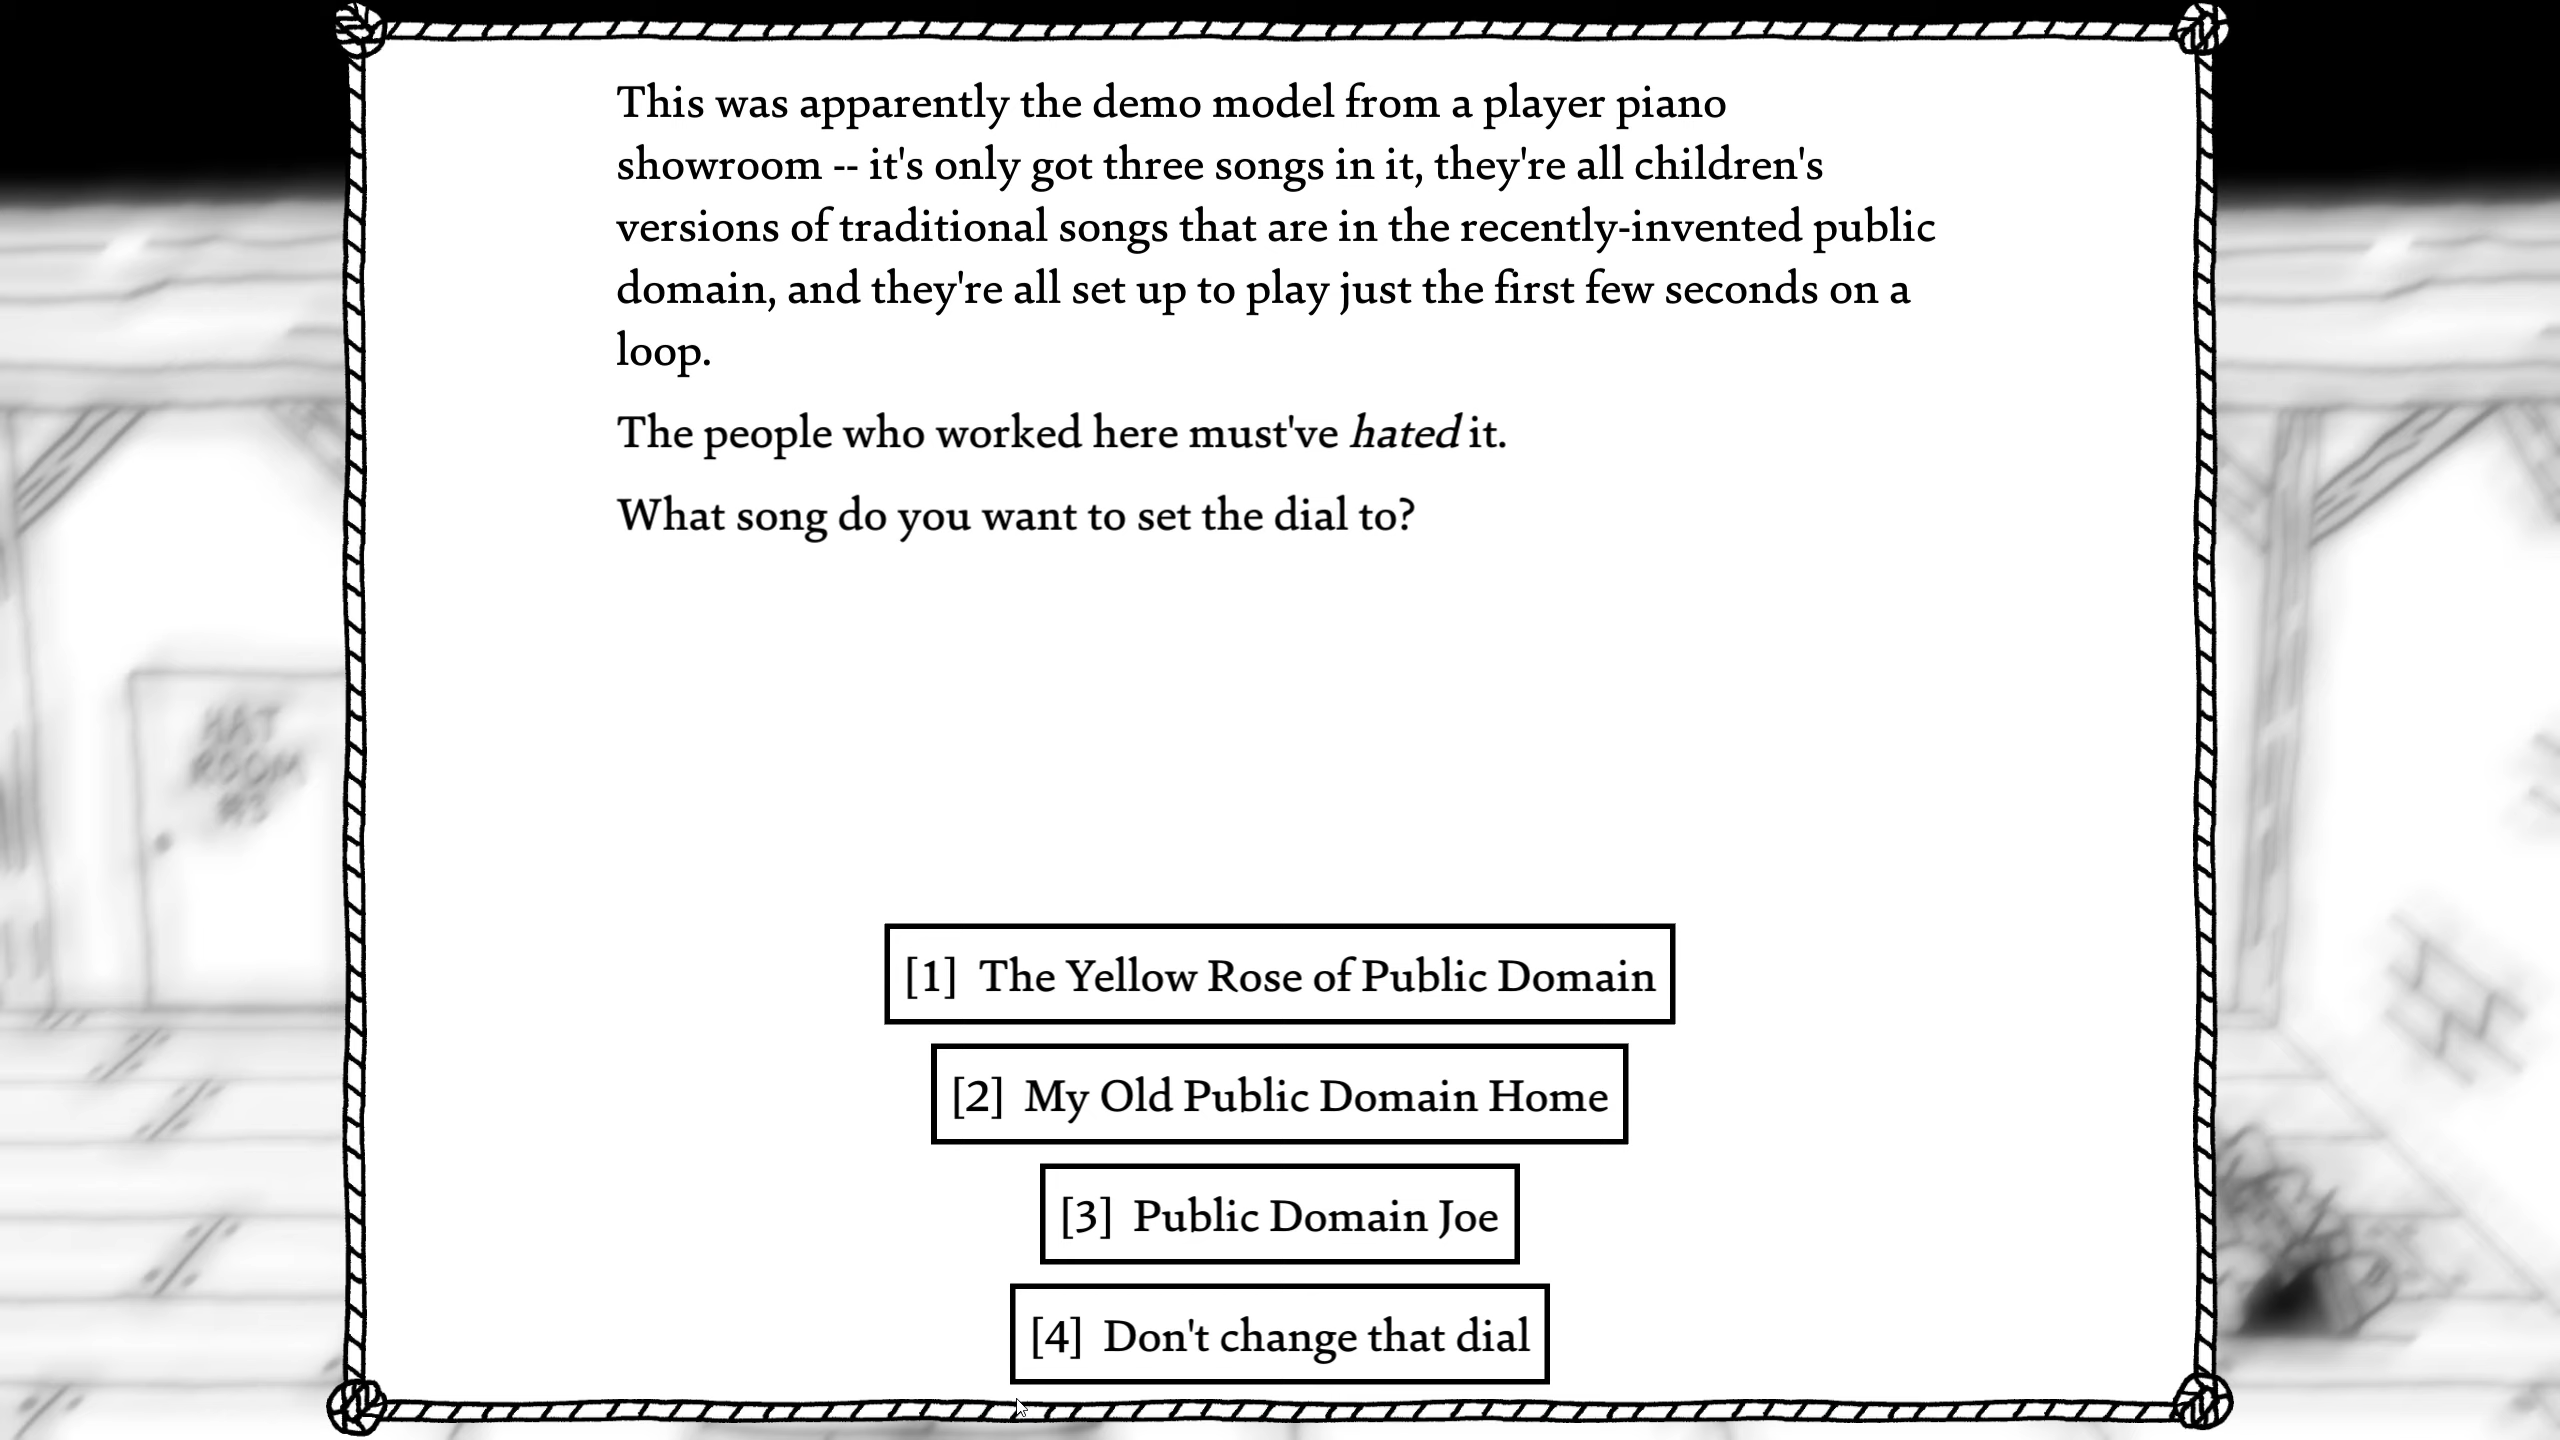 This was apparently the demo model from a player piano
showroom -- it's only got three songs in it, they're all children's
versions of traditional songs that are in the recently-invented public
domain, and they're all set up to play just the first few seconds on a
loop.
The people who worked here must've hated it.
What song do you want to set the dial to?
HAT
ROOM
#3
[1] The Yellow Rose of Public Domain
[2] My Old Public Domain Home
[3] Public Domain Joe
[4] Don't change that dial